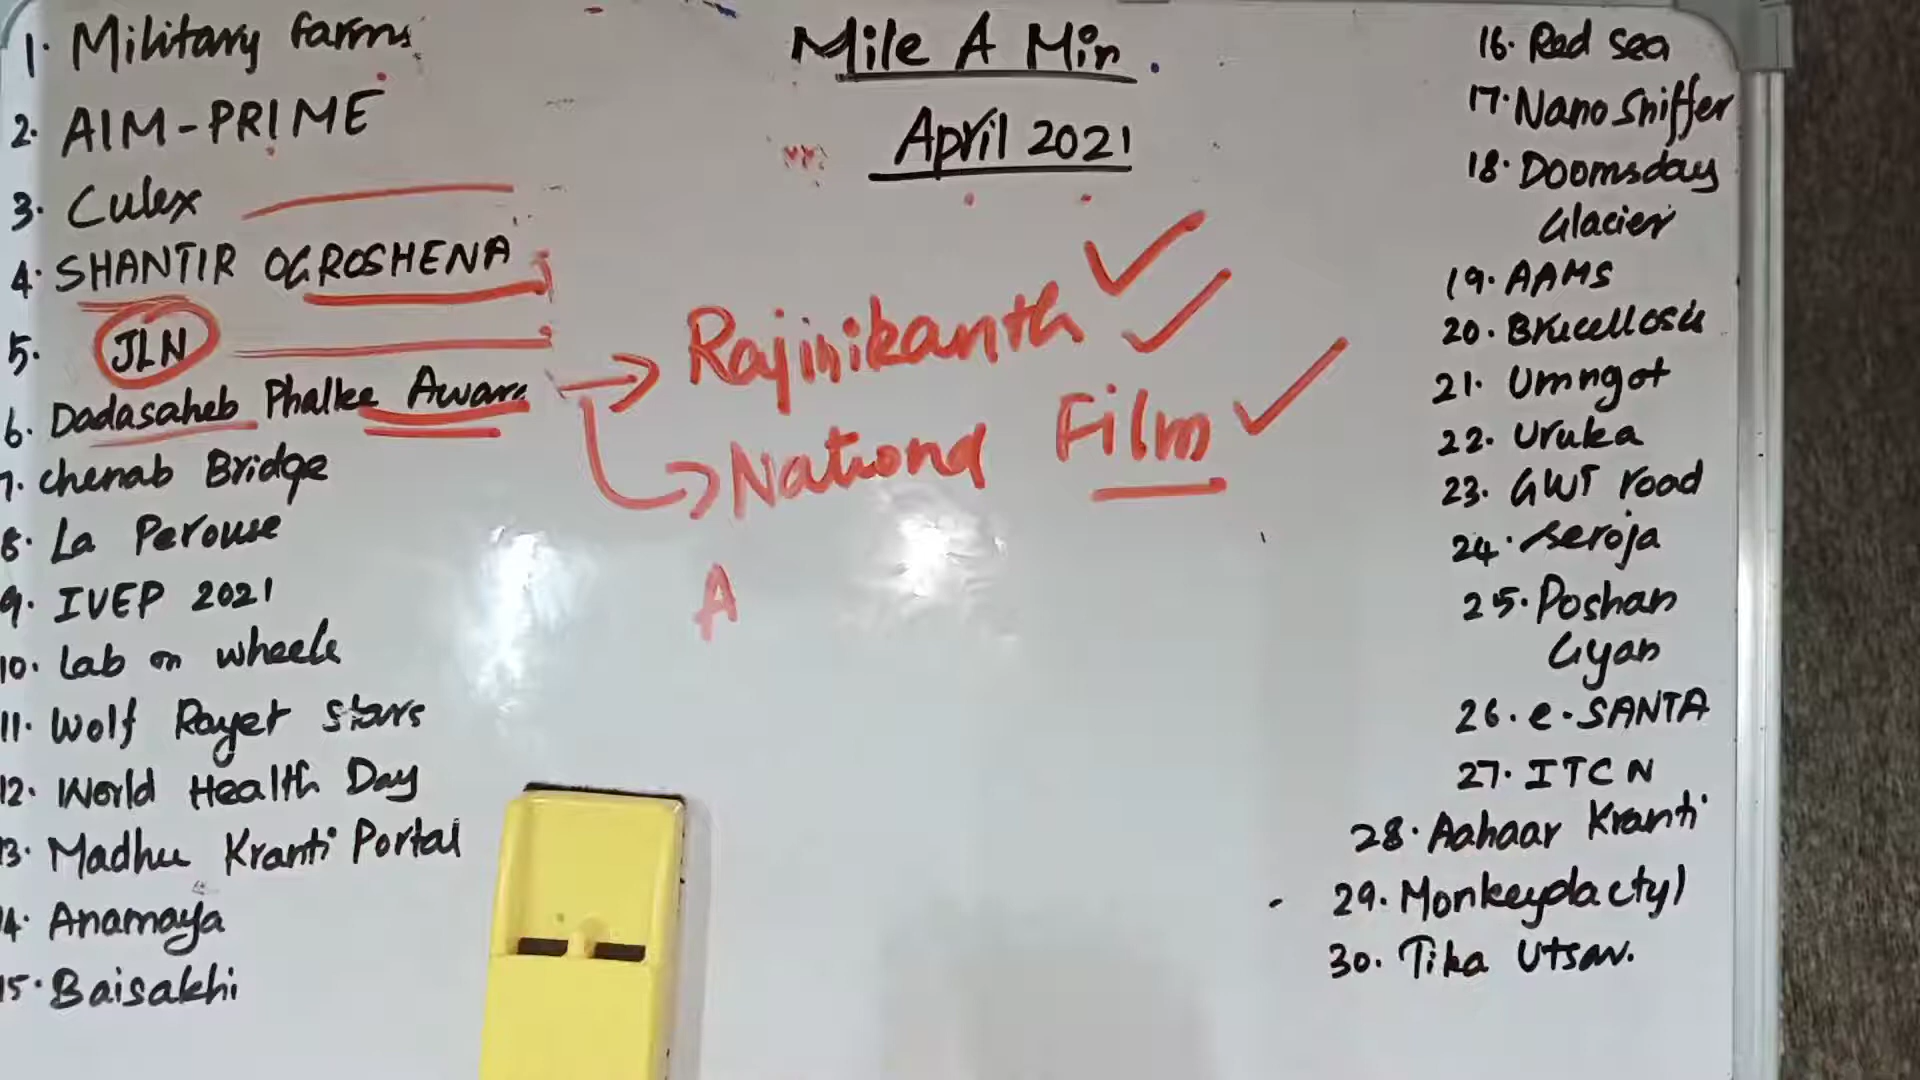 1. Military farms
2. AIM-PRIME
3. Culex
4. SHANTIR OGROSHENA
5. JLN
6. Dadasaheb Phalke Award
7. Chenab Bridge
8. La Perouse
9. IVEP 2021
10. Lab on wheels
11. Wolf Rayet Stars
12. World Health Day
13. Madhu Kranti Portal
14. Anamaya
15. Baisakhi
Mile A Min.
April 2021
Rajinikanth
National Film
A
16. Red Sea
17. Nano Sniffer
18. Doomsday
Glacier
19. AAMS
20. Brucellosis
21. Umngot
22. Uruka
23. GWT road
24. Seroja
25. Poshan
Gyan
26. e-SANTA
27. ITCN
28. Aahaar Kranti
29. Monkeydactyl
30. Tika Utsav.